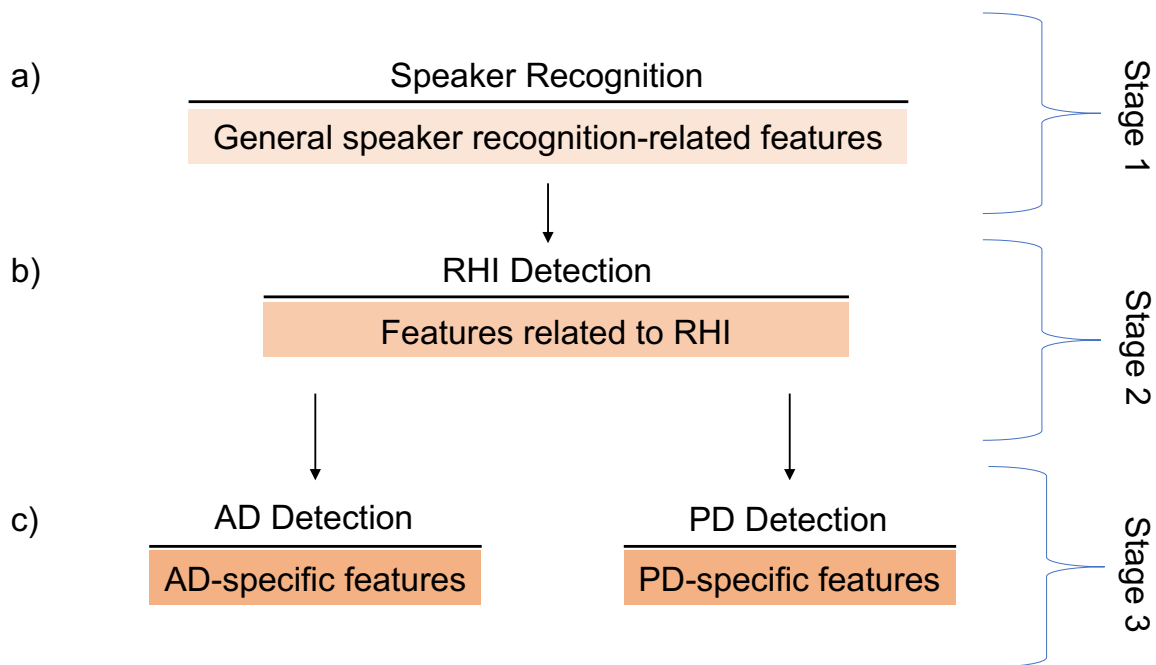 a)
Speaker Recognition
General speaker recognition-related features
Stage 1
b)
RHI Detection
Features related to RHI
Stage 2
c)
AD Detection
PD Detection
AD-specific features
PD-specific features
Stage 3